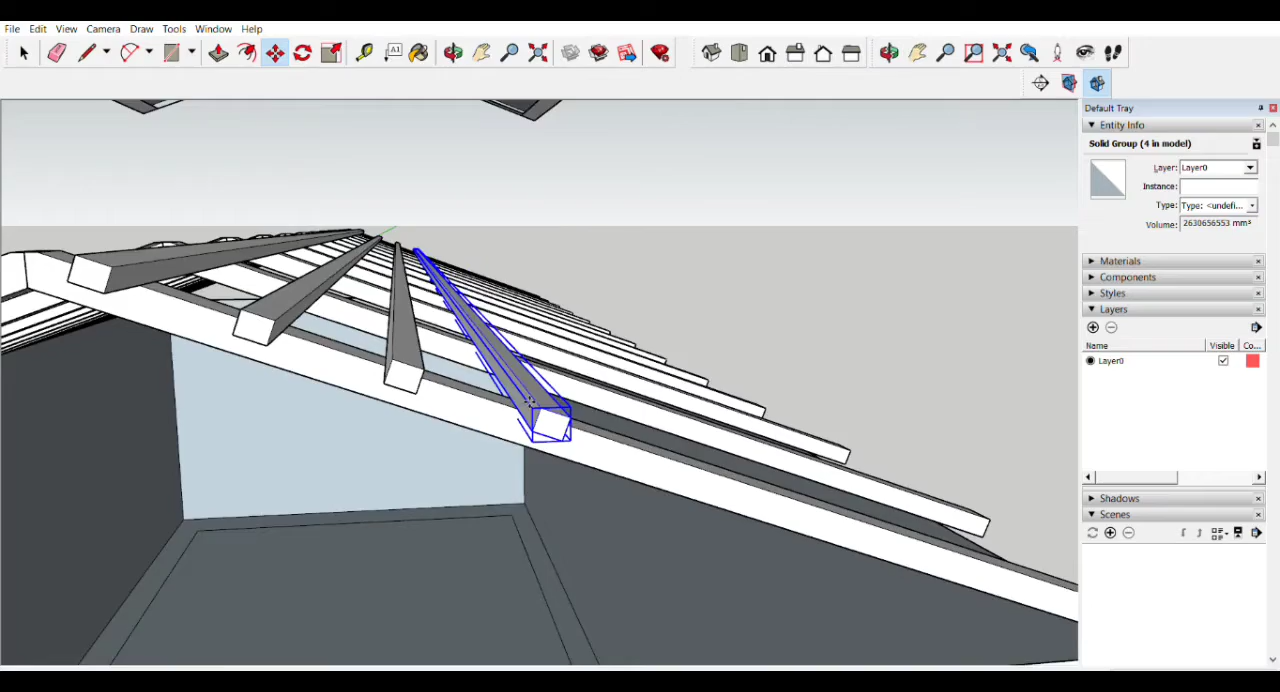 File Edit View Camera Draw Tools Window Help
A1
Default Tray
Entity Info
Solid Group (4 in model)
Layer: Layer0
Instance:
Type: Type: <undefi...
Volume: 2630656553 mm³
Materials
Components
Styles
Layers
Name Visible Co...
Layer0
Shadows
Scenes